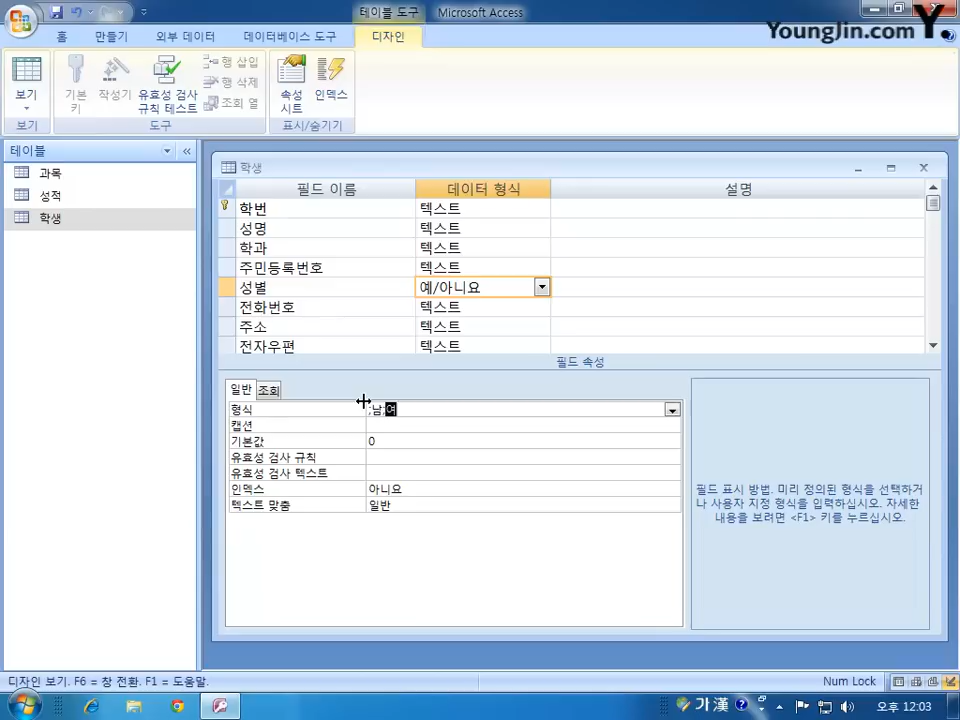 테이블 도구
Microsoft Access
YoungJin.com Y.
홈
만들기
외부 데이터
데이터베이스 도구
디자인
보기
기본 키
작성기
유효성 검사 규칙 테스트
행 삽입
행 삭제
조회 열
속성 시트
인덱스
보기
도구
표시/숨기기
테이블
과목
성적
학생
학생
필드 이름
데이터 형식
설명
학번
텍스트
성명
텍스트
학과
텍스트
주민등록번호
텍스트
성별
예/아니요
전화번호
텍스트
주소
텍스트
전자우편
텍스트
필드 속성
일반
조회
형식
;남;여
캡션
기본값
0
유효성 검사 규칙
유효성 검사 텍스트
인덱스
아니요
텍스트 맞춤
일반
필드 표시 방법. 미리 정의된 형식을 선택하거
나 사용자 지정 형식을 입력하십시오. 자세한
내용을 보려면 <F1> 키를 누르십시오.
디자인 보기. F6 = 창 전환. F1 = 도움말.
Num Lock
가 漢
오후 12:03